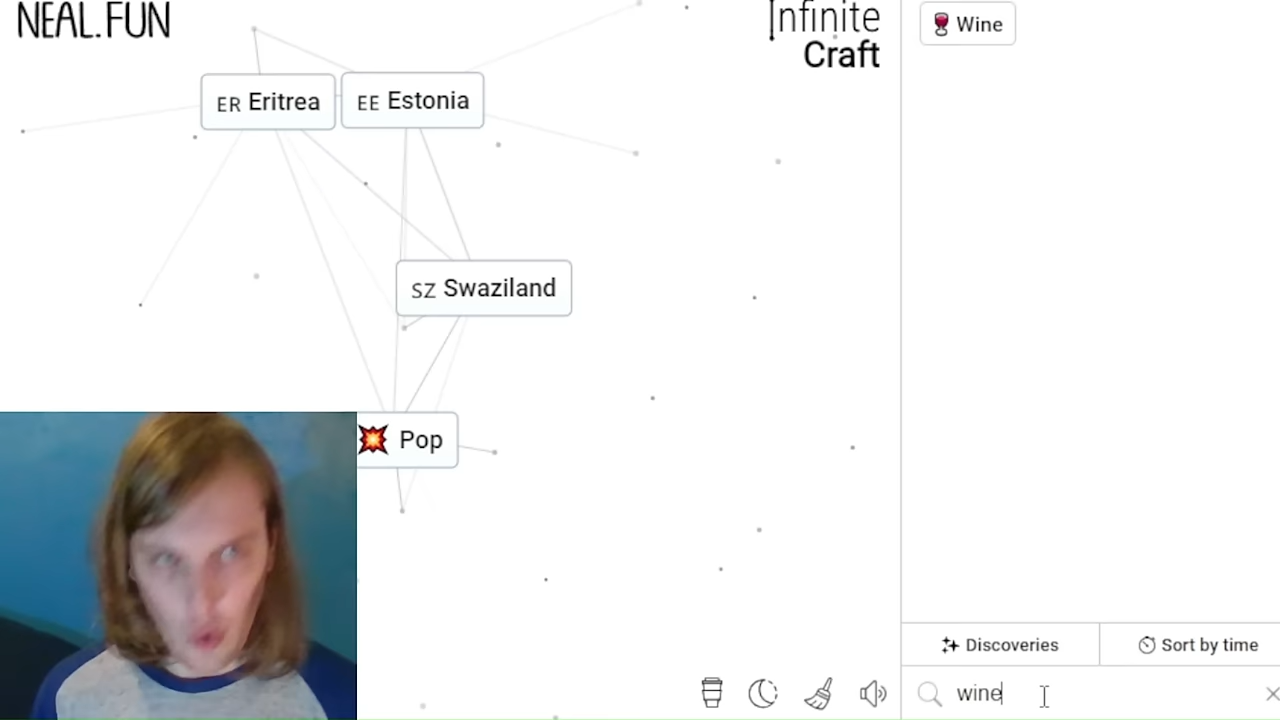 NEAL.FUN
Infinite
Craft
Wine
ER Eritrea
EE Estonia
SZ Swaziland
Pop
Discoveries
Sort by time
wine